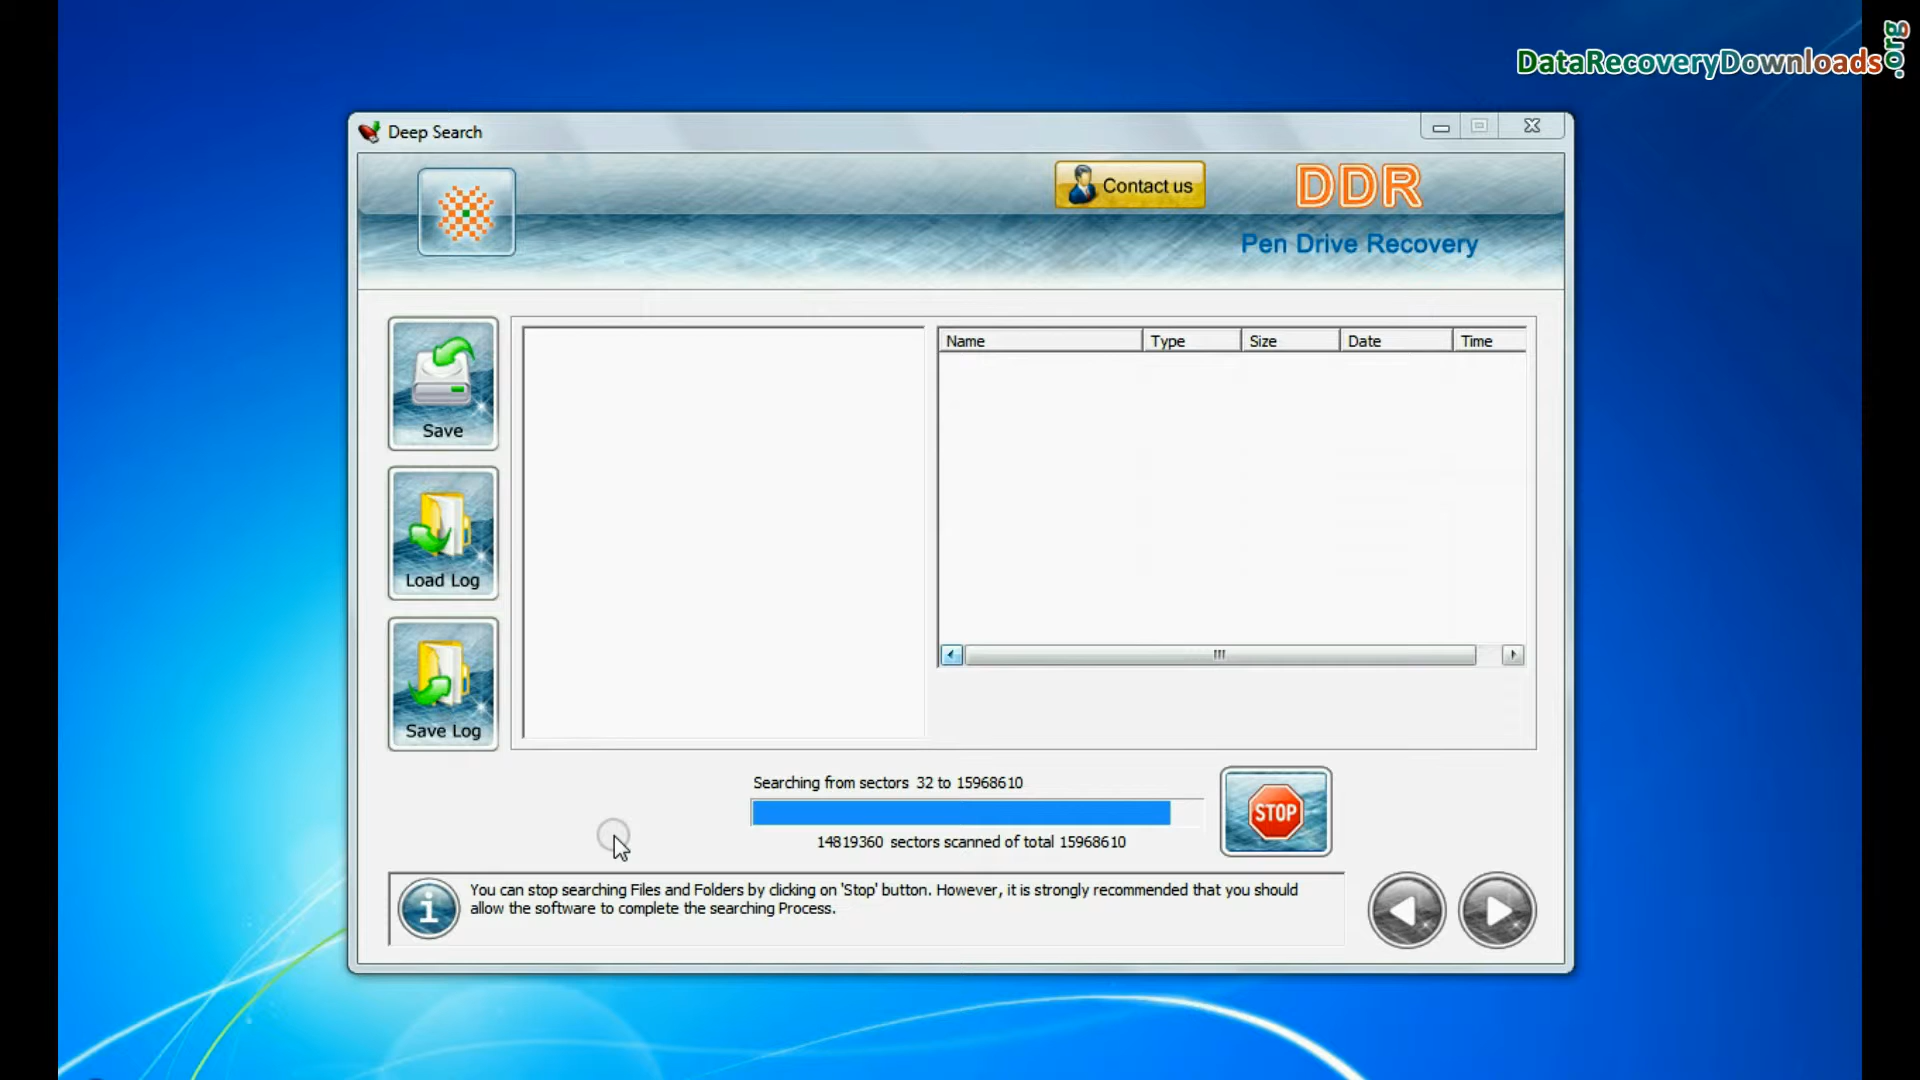 DataRecoveryDownloads.org
Deep Search
Contact us
DDR
Pen Drive Recovery
Save
Load Log
Save Log
Name Type Size Date Time
Searching from sectors 32 to 15968610
14819360 sectors scanned of total 15968610
STOP
You can stop searching Files and Folders by clicking on 'Stop' button. However, it is strongly recommended that you should
allow the software to complete the searching Process.